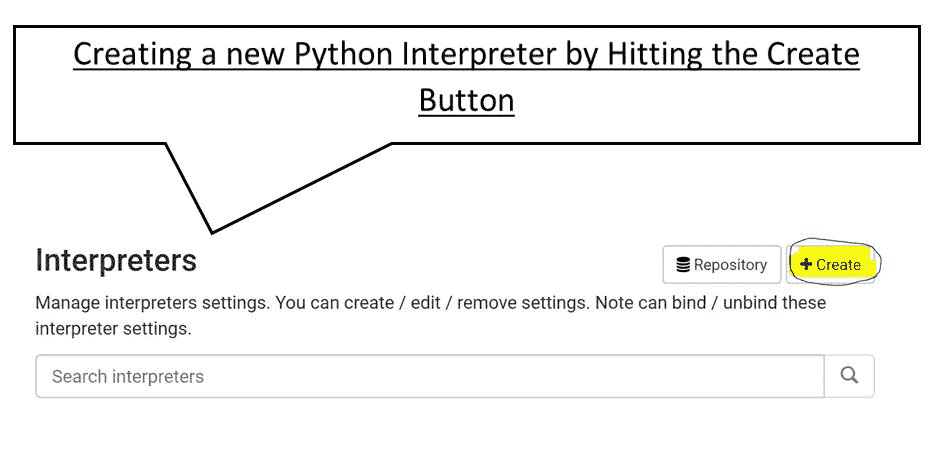 Creating a new Python Interpreter by Hitting the Create
Button
Interpreters
Repository
Create
Manage interpreters settings. You can create / edit / remove settings. Note can bind / unbind these
interpreter settings.
Search interpreters